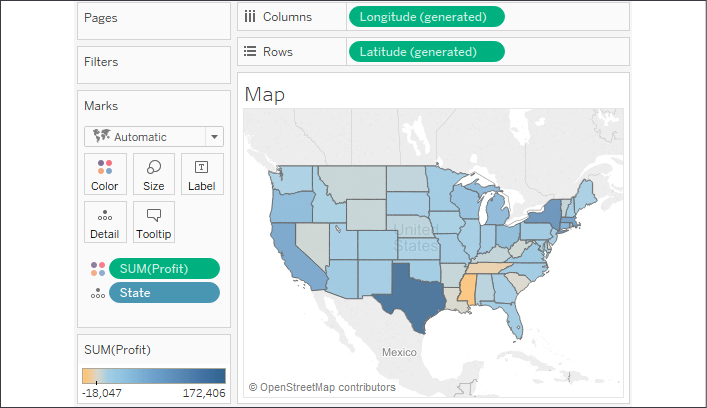 Pages
Filters
Marks
Automatic
Color Size Label
Detail Tooltip
SUM(Profit)
State
SUM(Profit)
-18,047 172,406
Columns Longitude (generated)
Rows Latitude (generated)
Map
United
States
Mexico
© OpenStreetMap contributors